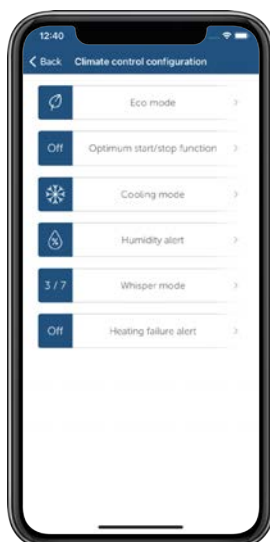 12:40
Back Climate control configuration
Eco mode
Off Optimum start/stop function
Cooling mode
% Humidity alert
3 / 7 Whisper mode
Off Heating failure alert